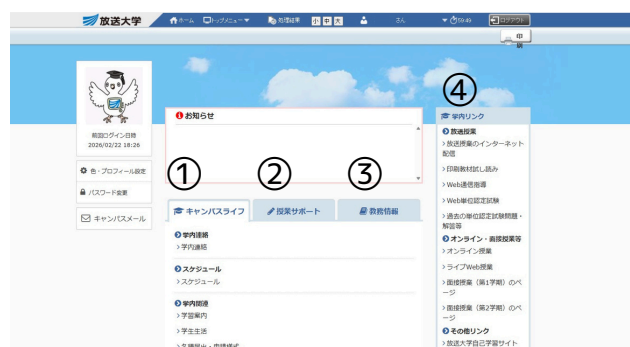 放送大学
ホーム トップメニュー 処理結果 小 中 大 さん 59:49 ログアウト
印刷
前回ログイン日時
2026/02/22 18:26
色・プロフィール設定
パスワード変更
キャンパスメール
お知らせ
① ② ③
キャンパスライフ 授業サポート 教務情報
学内連絡
>学内連絡
スケジュール
>スケジュール
学内関連
>学習案内
>学生生活
>各種届出・申請様式
④
学内リンク
放送授業
>放送授業のインターネット
配信
>印刷教材試し読み
>Web通信指導
>Web単位認定試験
>過去の単位認定試験問題・
解答等
オンライン・面接授業等
>オンライン授業
>ライブWeb授業
>面接授業（第1学期）のペ
ージ
>面接授業（第2学期）のペ
ージ
その他リンク
>放送大学自己学習サイト